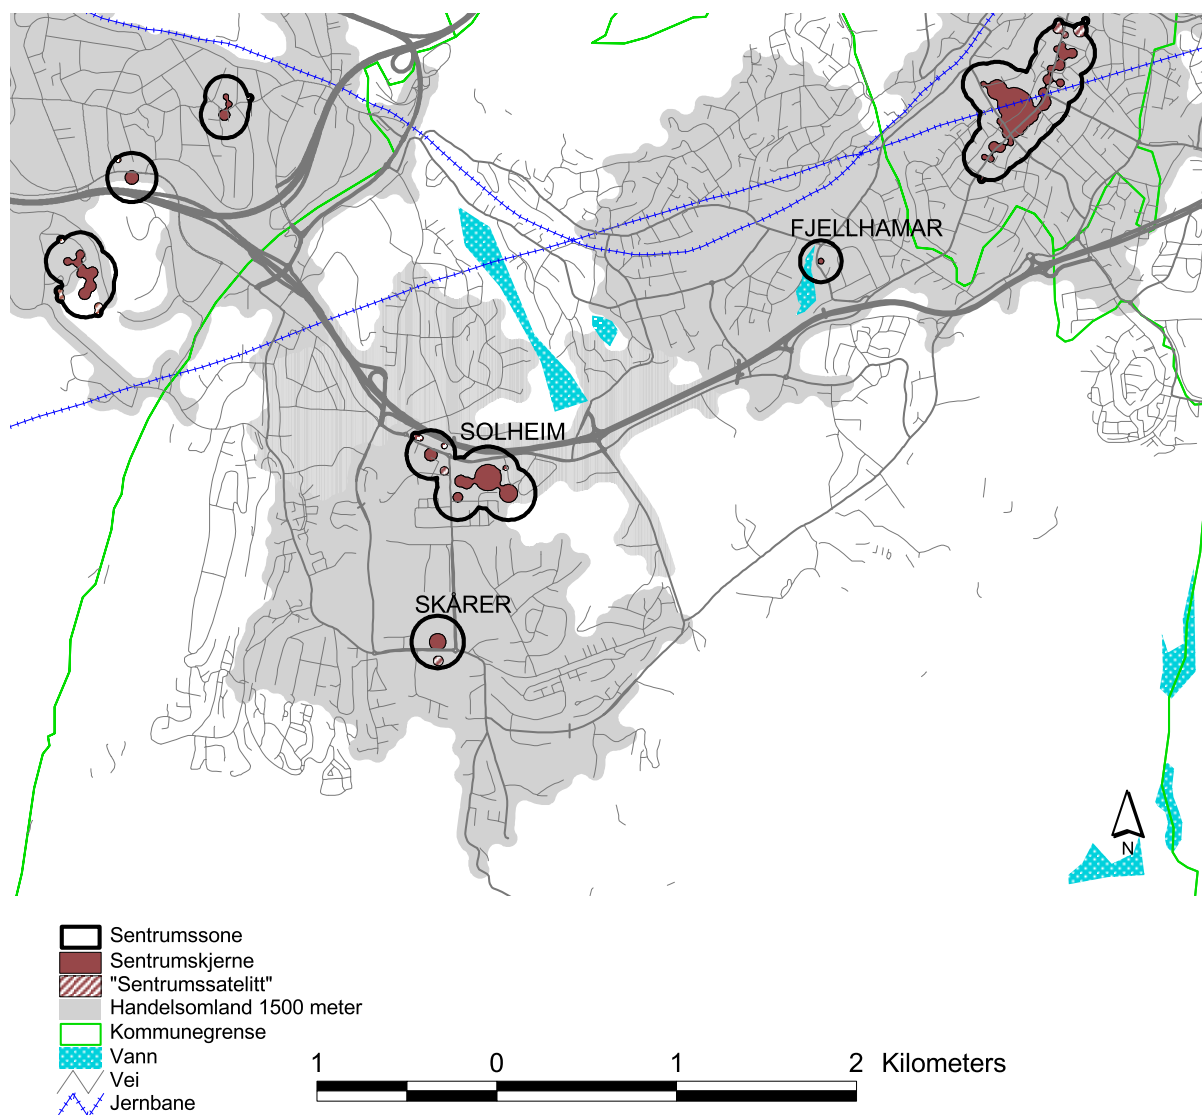 FJELLHAMAR
SOLHEIM
SKÅRER
N
Sentrumssone
Sentrumskjerne
"Sentrumssatelitt"
Handelsomland 1500 meter
Kommunegrense
Vann
Vei
Jernbane
1 0 1 2 Kilometers